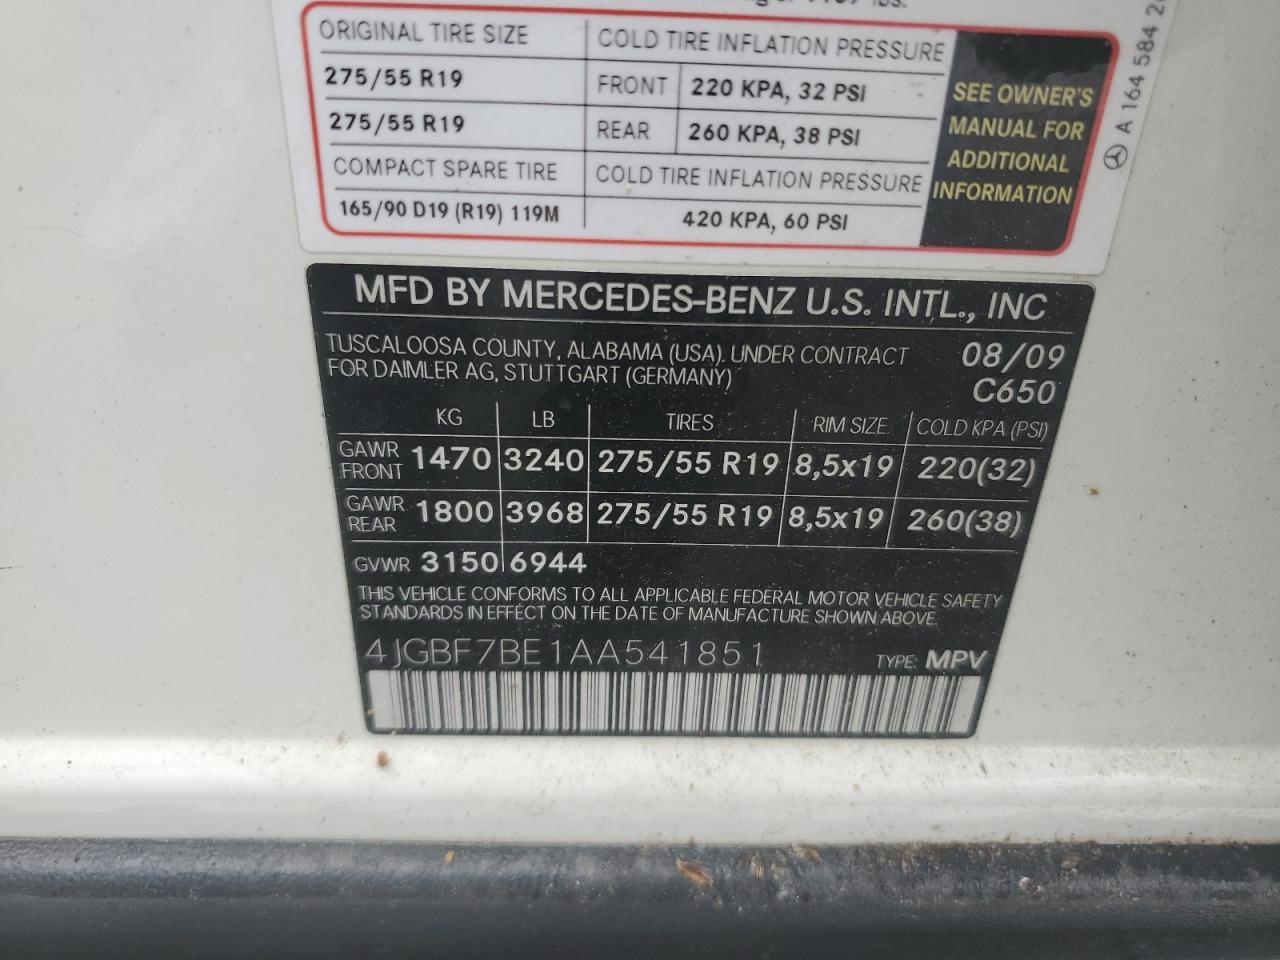 lbs.
ORIGINAL TIRE SIZE
COLD TIRE INFLATION PRESSURE
275/55 R19
FRONT
220 KPA, 32 PSI
275/55 R19
REAR
260 KPA, 38 PSI
COMPACT SPARE TIRE
COLD TIRE INFLATION PRESSURE
165/90 D19 (R19) 119M
420 KPA, 60 PSI
SEE OWNER'S
MANUAL FOR
ADDITIONAL
INFORMATION
A 164 584
MFD BY MERCEDES-BENZ U.S. INTL., INC
TUSCALOOSA COUNTY, ALABAMA (USA). UNDER CONTRACT
FOR DAIMLER AG, STUTTGART (GERMANY)
08/09
C650
KG LB TIRES RIM SIZE COLD KPA (PSI)
GAWR FRONT 1470 3240 275/55 R19 8,5x19 220(32)
GAWR REAR 1800 3968 275/55 R19 8,5x19 260(38)
GVWR 3150 6944
THIS VEHICLE CONFORMS TO ALL APPLICABLE FEDERAL MOTOR VEHICLE SAFETY
STANDARDS IN EFFECT ON THE DATE OF MANUFACTURE SHOWN ABOVE.
4JGBF7BE1AA541851
TYPE: MPV